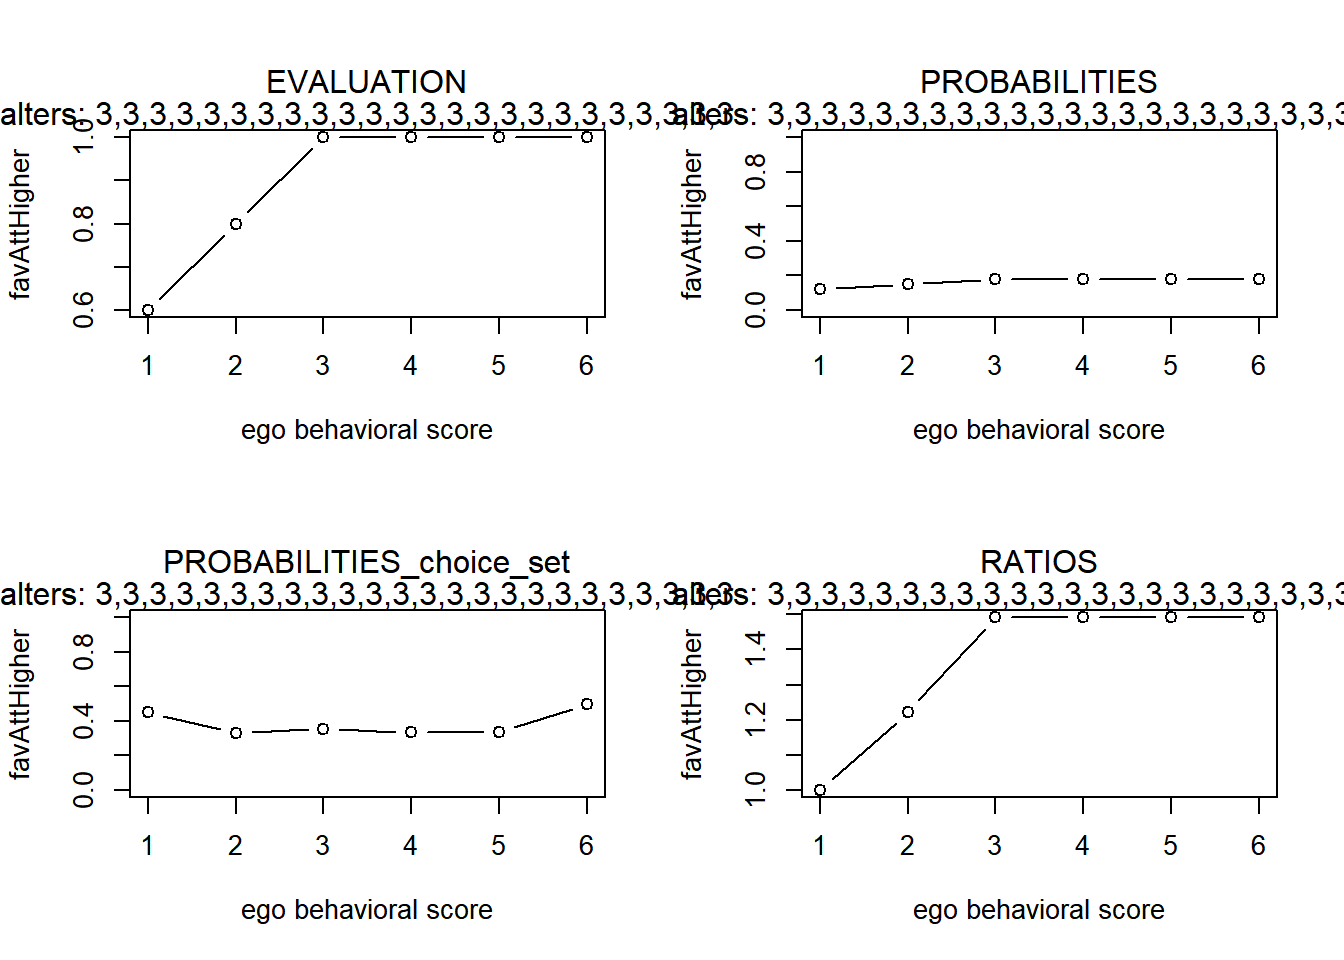 EVALUATION
alters: 3,3,3,3,3,3,3,3,3,3,3,3,3,3,3,3,3,3,3,3,3,3,3,3
favAttHigher
0.6 0.8 1.0
1 2 3 4 5 6
ego behavioral score
PROBABILITIES
alters: 3,3,3,3,3,3,3,3,3,3,3,3,3,3,3,3,3,3,3,3,3,3
favAttHigher
0.0 0.4 0.8
1 2 3 4 5 6
ego behavioral score
PROBABILITIES_choice_set
alters: 3,3,3,3,3,3,3,3,3,3,3,3,3,3,3,3,3,3,3,3,3,3,3,3
favAttHigher
0.0 0.4 0.8
1 2 3 4 5 6
ego behavioral score
RATIOS
alters: 3,3,3,3,3,3,3,3,3,3,3,3,3,3,3,3,3,3,3,3,3,3
favAttHigher
1.0 1.2 1.4
1 2 3 4 5 6
ego behavioral score